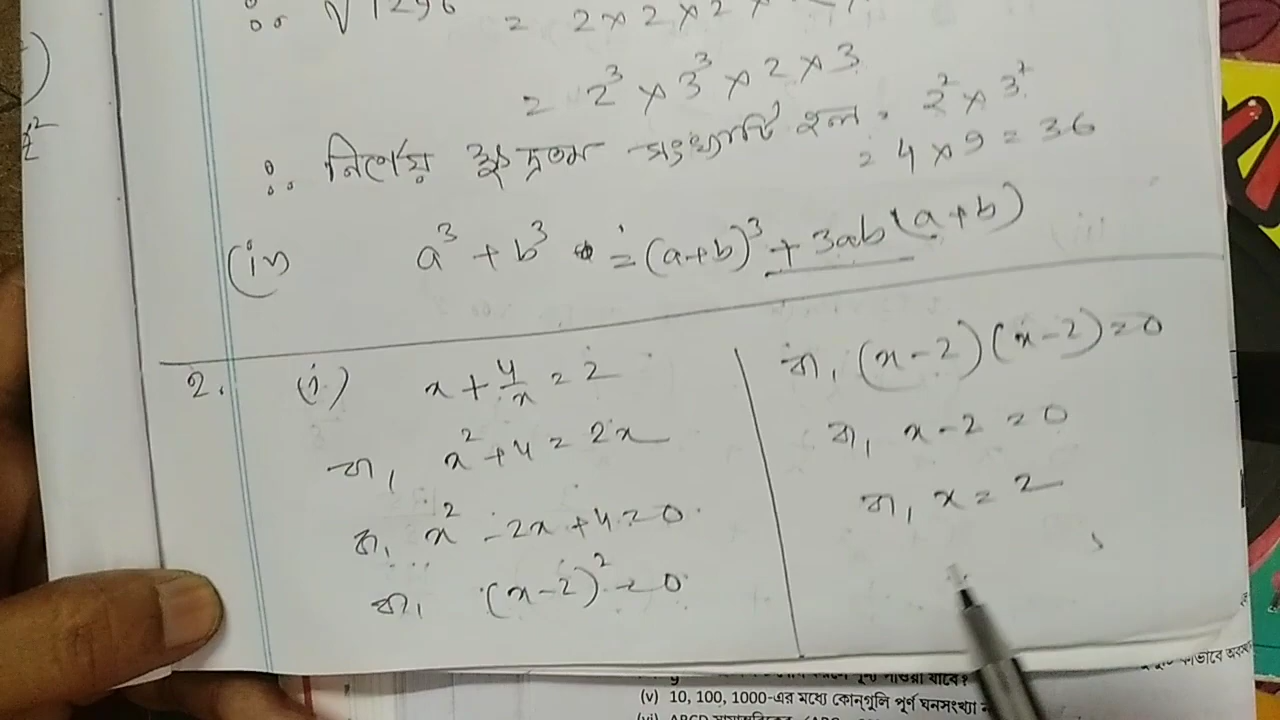 ∴ √1296 = 2×2×2×
= 2³ × 3³ × 2 × 3
∴ নির্ণেয় ক্ষুদ্রতম সংখ্যাটি হল = 2² × 3²
= 4 × 9 = 36
(iv) a³ + b³ = (a+b)³ + 3ab(a+b)
2. (i) x + 4/x = 2
বা, x² + 4 = 2x
বা, x² - 2x + 4 = 0
বা, (x-2)² = 0
বা, (x-2)(x-2) = 0
বা, x-2 = 0
বা, x = 2
(v) 10, 100, 1000-এর মধ্যে কোন্‌গুলি পূর্ণ ঘনসংখ্যা